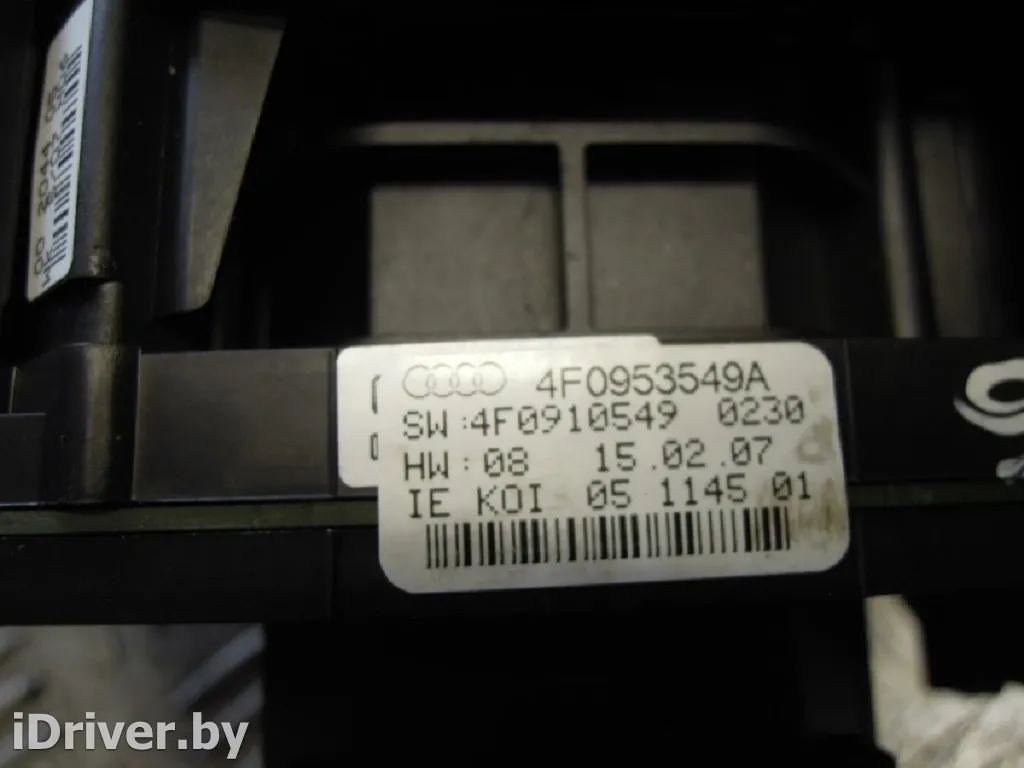 4F0953549A
SW:4F0910549 0230
HW:08 15.02.07
IE KOI 05 1145 01
iDriver.by